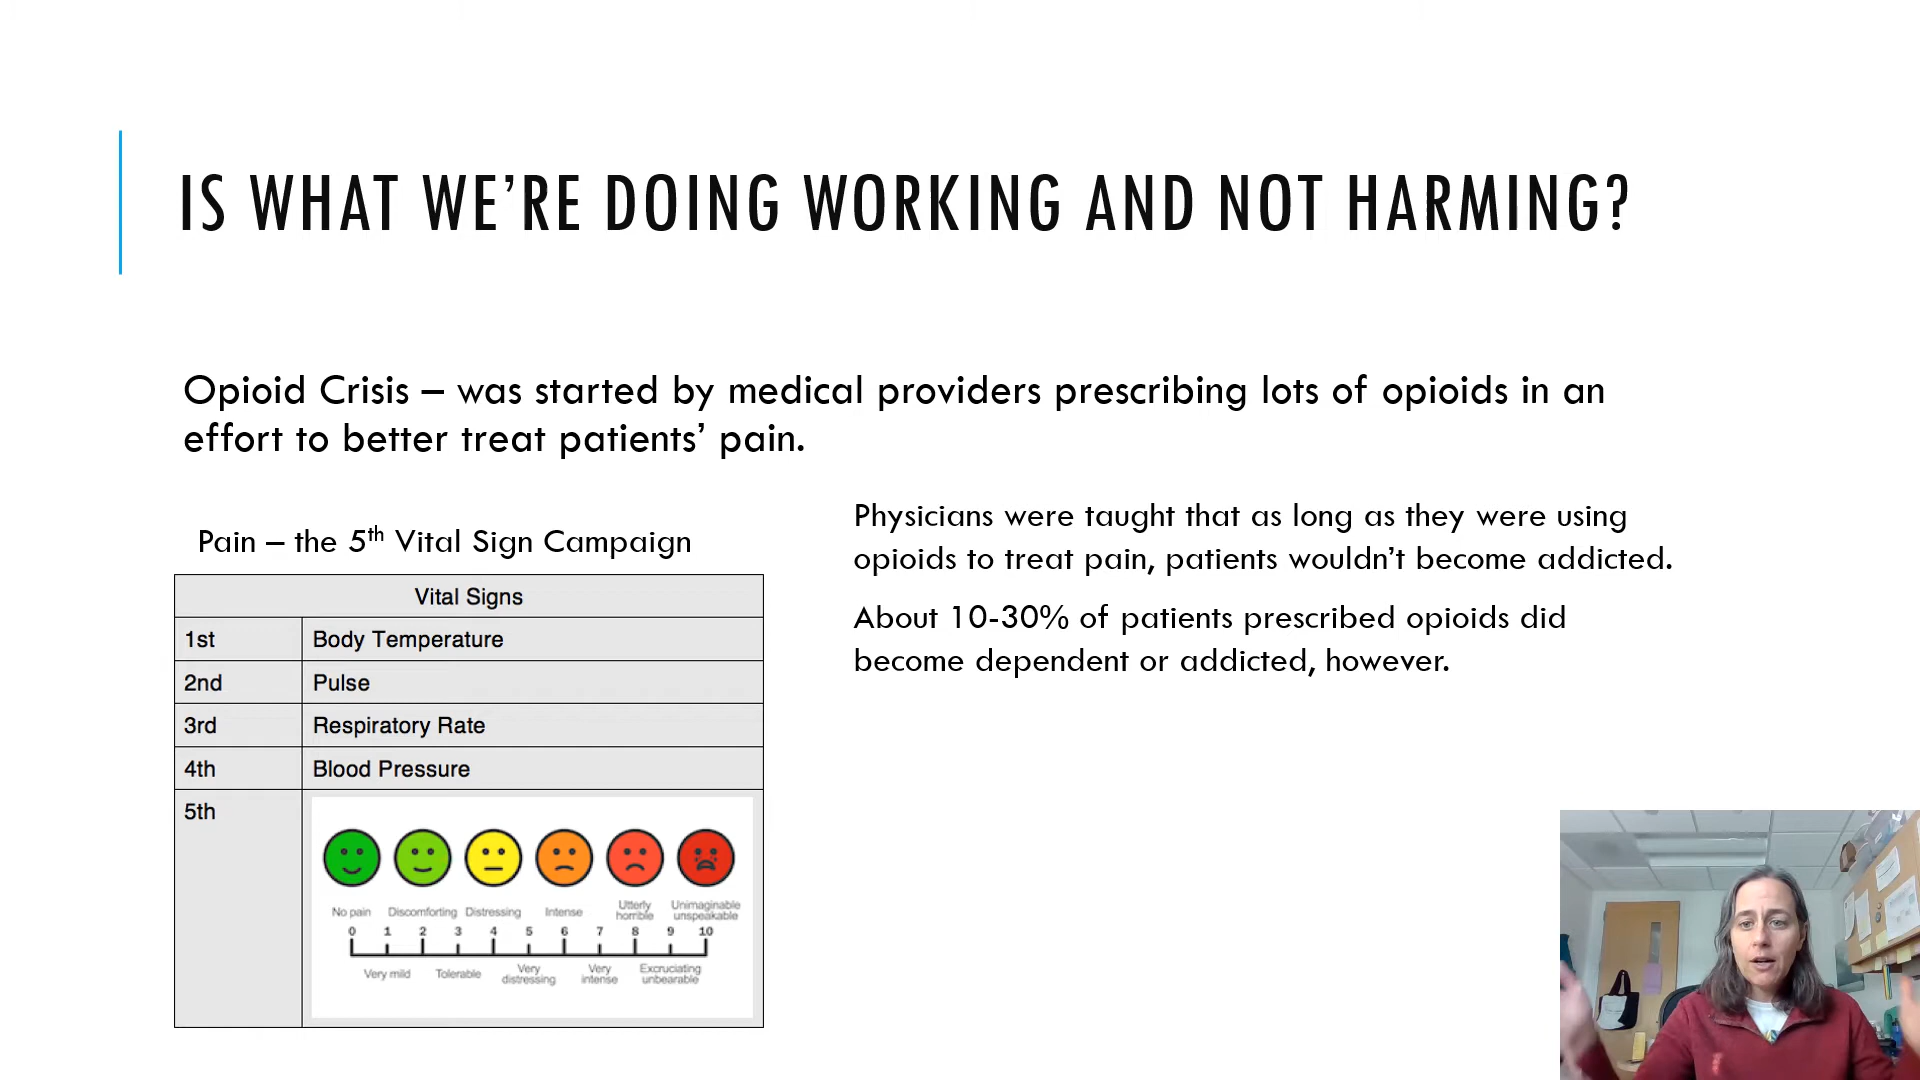 IS WHAT WE’RE DOING WORKING AND NOT HARMING?
Opioid Crisis – was started by medical providers prescribing lots of opioids in an
effort to better treat patients’ pain.
Pain – the 5th Vital Sign Campaign
Vital Signs
1st Body Temperature
2nd Pulse
3rd Respiratory Rate
4th Blood Pressure
5th
No pain Discomforting Distressing Intense Utterly horrible Unimaginable unspeakable
0 1 2 3 4 5 6 7 8 9 10
Very mild Tolerable Very distressing Very intense Excruciating unbearable
Physicians were taught that as long as they were using
opioids to treat pain, patients wouldn’t become addicted.
About 10-30% of patients prescribed opioids did
become dependent or addicted, however.